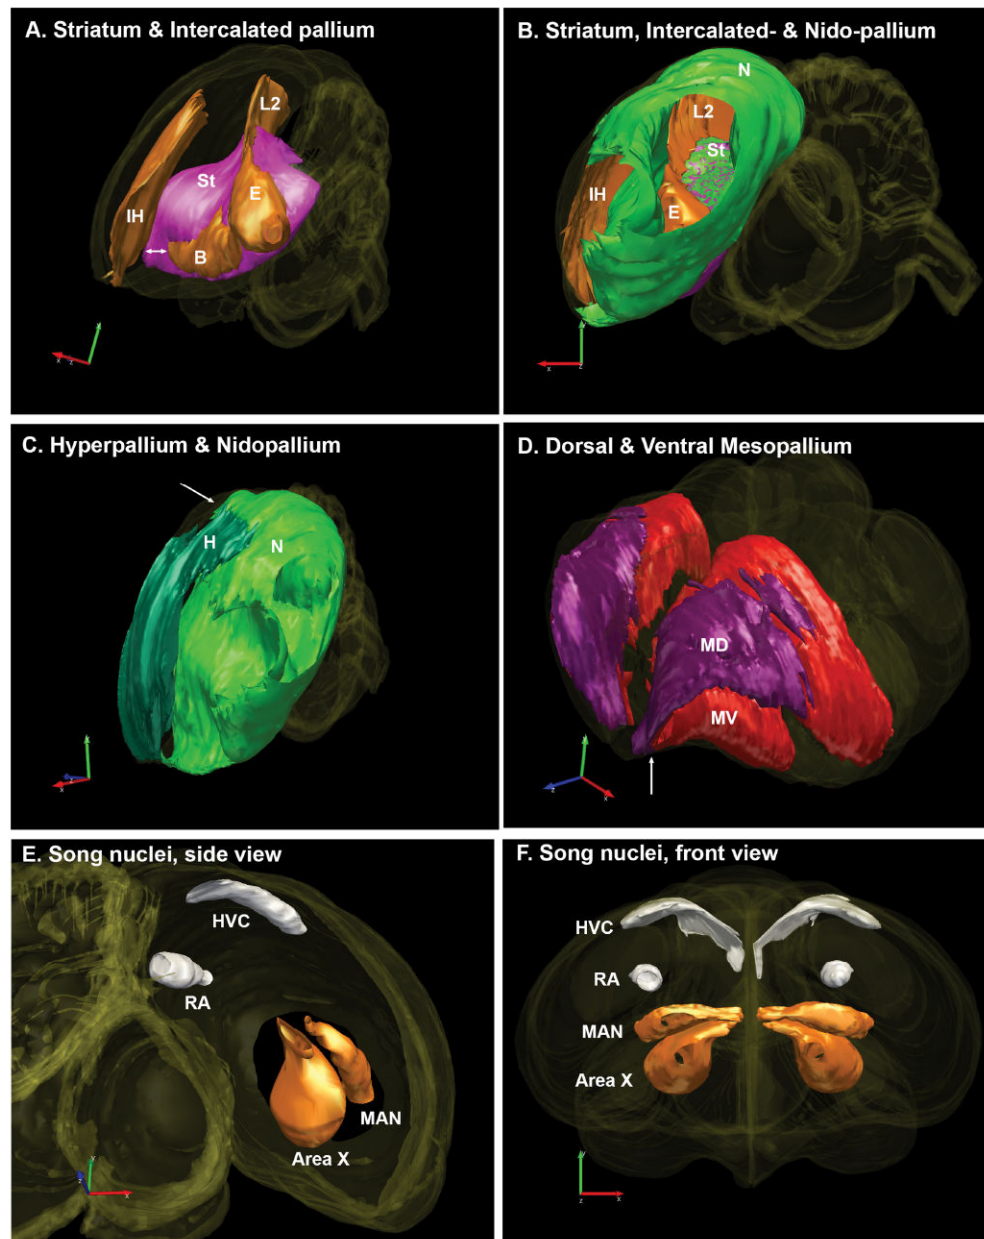 A. Striatum & Intercalated pallium
L2
St
E
IH
B
B. Striatum, Intercalated- & Nido-pallium
N
L2
St
IH
E
C. Hyperpallium & Nidopallium
H
N
D. Dorsal & Ventral Mesopallium
MD
MV
E. Song nuclei, side view
HVC
RA
MAN
Area X
F. Song nuclei, front view
HVC
RA
MAN
Area X